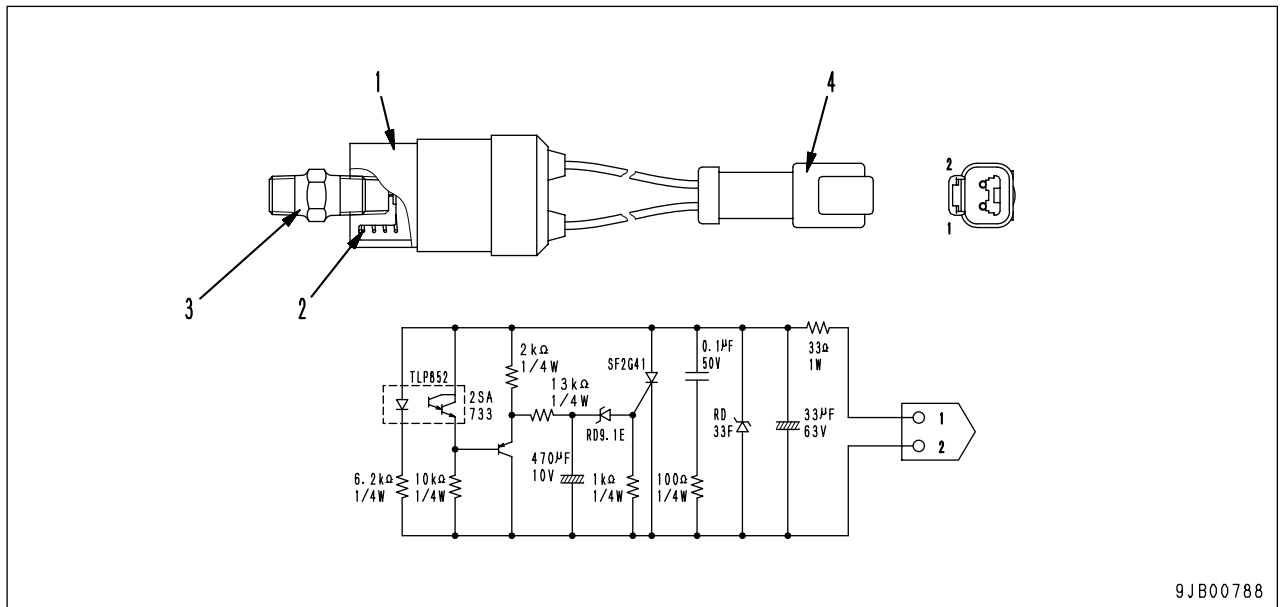 1
4
2
1
3
2
2kΩ
1/4W
13kΩ
1/4W
SF2G41
0.1μF
50V
33Ω
1W
TLP852
2SA
733
RD9.1E
RD
33F
33μF
63V
1
2
470μF
10V
6.2kΩ
1/4W
10kΩ
1/4W
1kΩ
1/4W
100Ω
1/4W
9JB00788